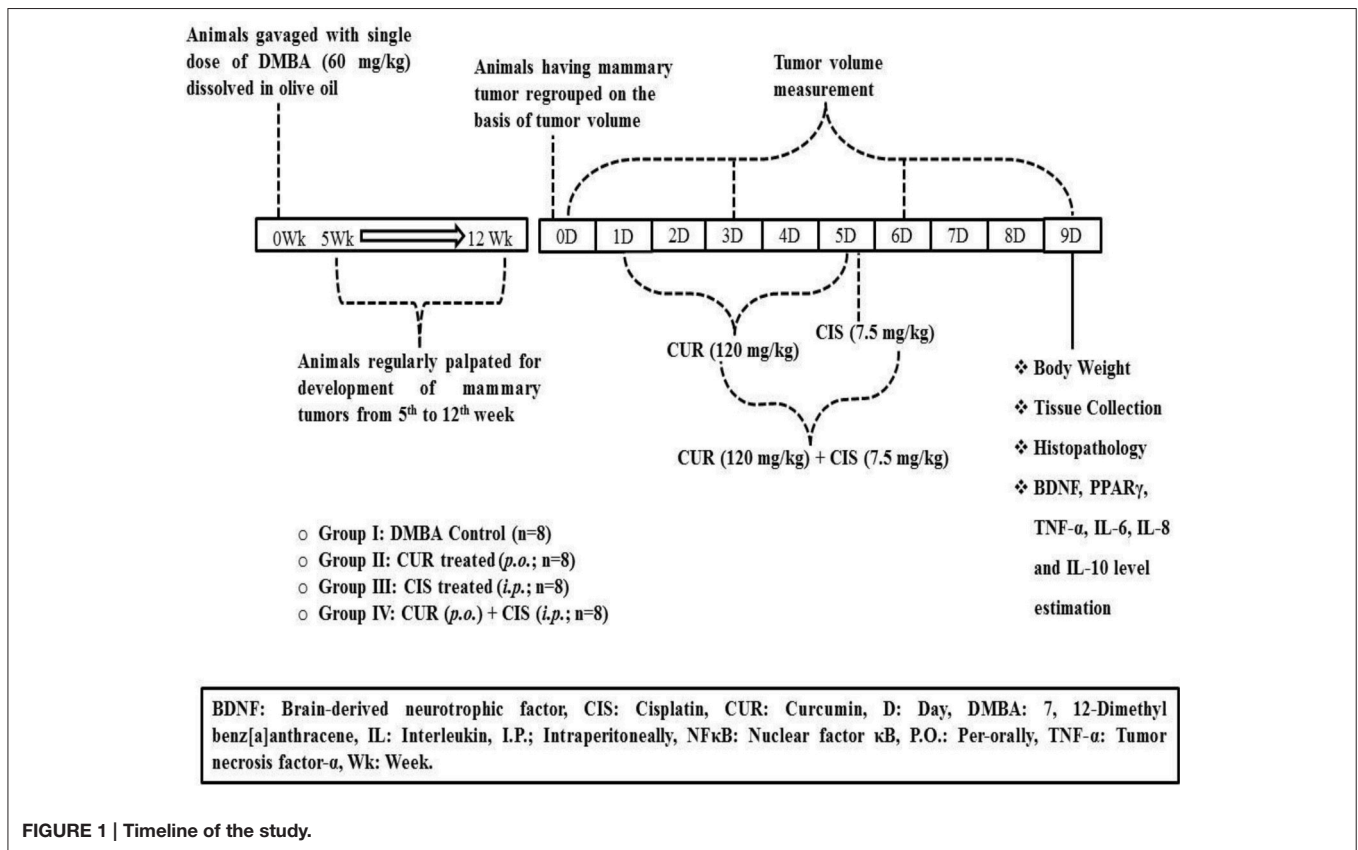 Animals gavaged with single
dose of DMBA (60 mg/kg)
dissolved in olive oil
Animals having mammary
tumor regrouped on the
basis of tumor volume
Tumor volume
measurement
0Wk 5Wk 12 Wk
0D 1D 2D 3D 4D 5D 6D 7D 8D 9D
Animals regularly palpated for
development of mammary
tumors from 5th to 12th week
CUR (120 mg/kg)
CIS (7.5 mg/kg)
CUR (120 mg/kg) + CIS (7.5 mg/kg)
❖ Body Weight
❖ Tissue Collection
❖ Histopathology
❖ BDNF, PPARγ,
TNF-α, IL-6, IL-8
and IL-10 level
estimation
○ Group I: DMBA Control (n=8)
○ Group II: CUR treated (p.o.; n=8)
○ Group III: CIS treated (i.p.; n=8)
○ Group IV: CUR (p.o.) + CIS (i.p.; n=8)
BDNF: Brain-derived neurotrophic factor, CIS: Cisplatin, CUR: Curcumin, D: Day, DMBA: 7, 12-Dimethyl
benz[a]anthracene, IL: Interleukin, I.P.; Intraperitoneally, NFκB: Nuclear factor κB, P.O.: Per-orally, TNF-α: Tumor
necrosis factor-α, Wk: Week.
FIGURE 1 | Timeline of the study.